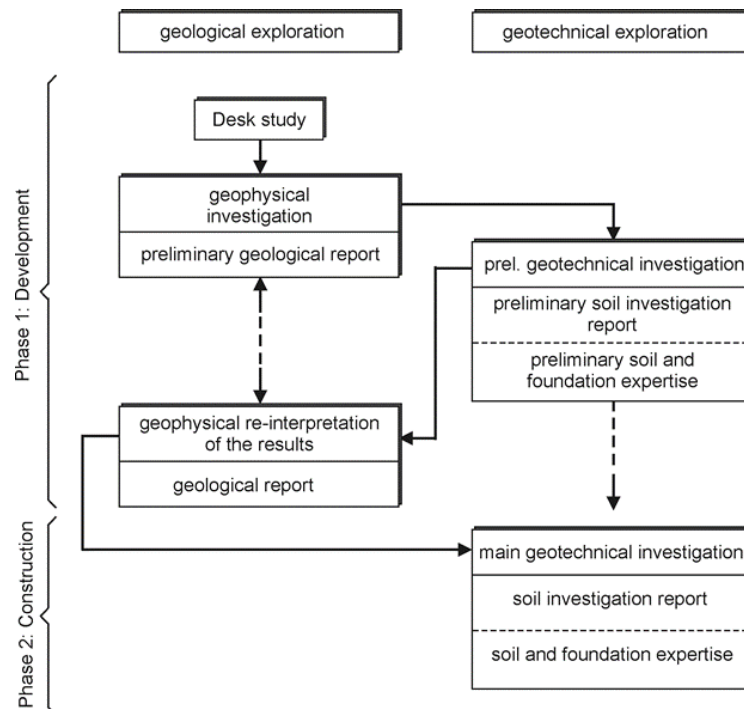 geological exploration
geotechnical exploration
Phase 1: Development
Desk study
geophysical
investigation
preliminary geological report
prel. geotechnical investigation
preliminary soil investigation
report
preliminary soil and
foundation expertise
geophysical re-interpretation
of the results
geological report
Phase 2: Construction
main geotechnical investigation
soil investigation report
soil and foundation expertise